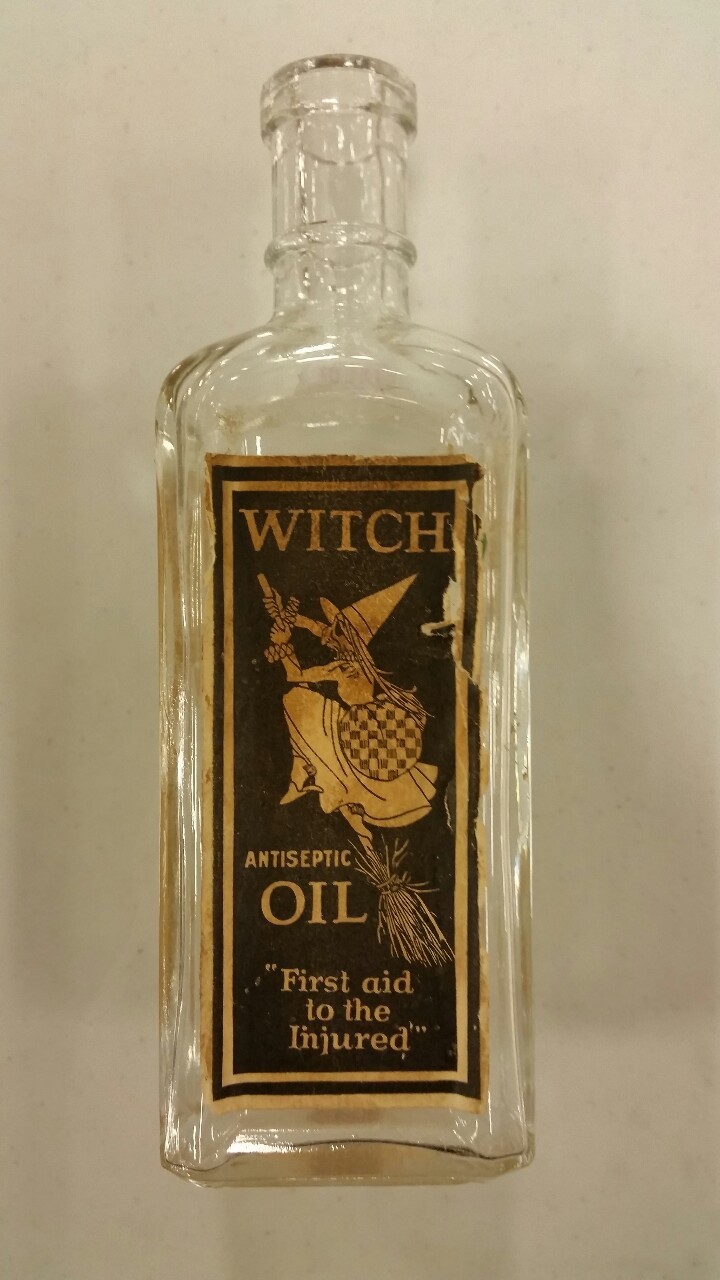 WITCH
ANTISEPTIC
OIL
"First aid
to the
Injured"